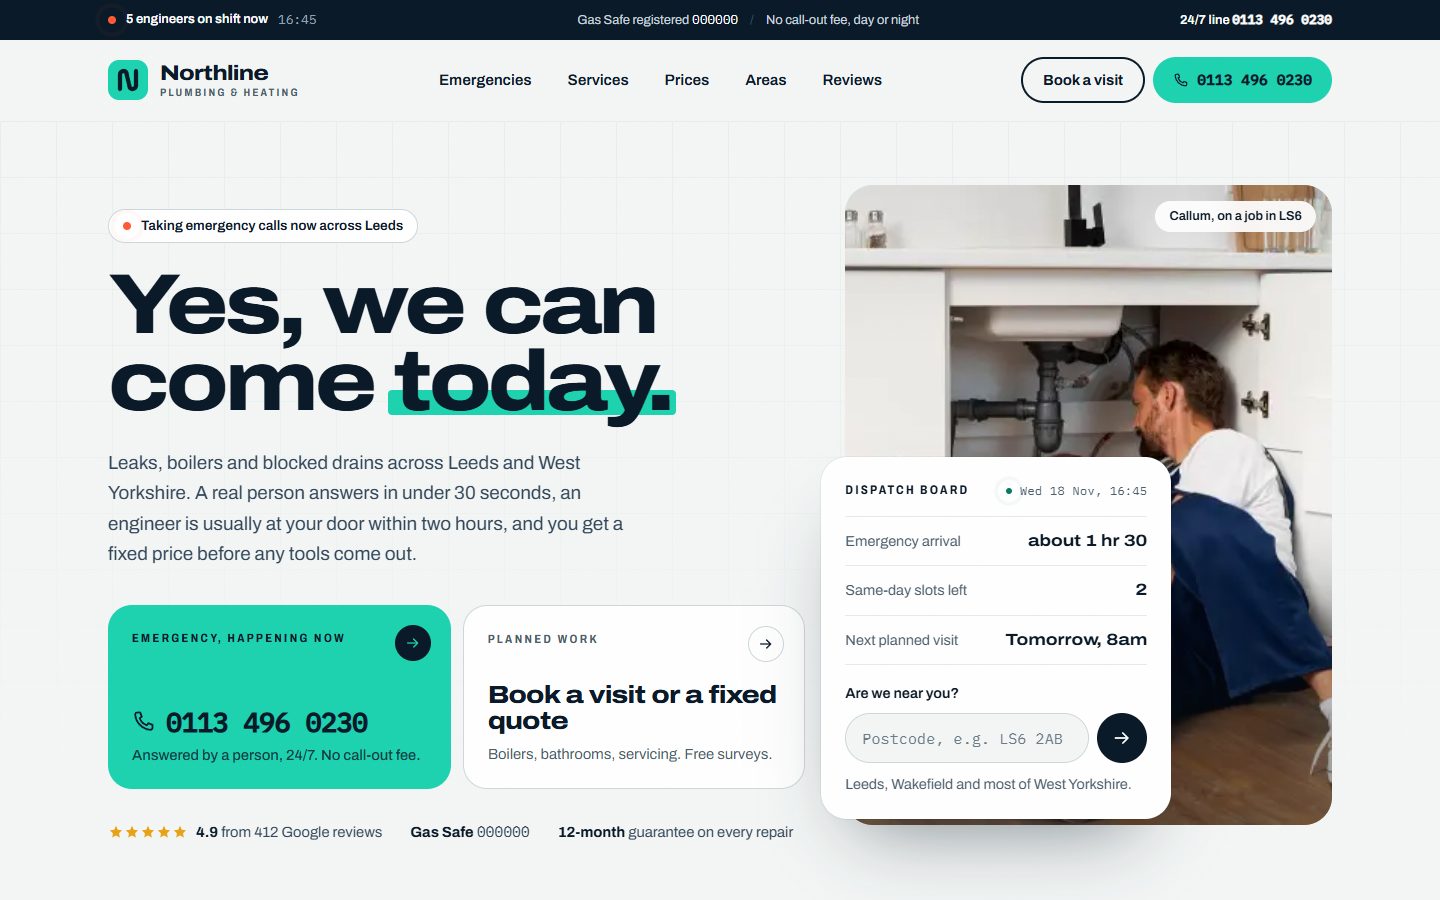 5 engineers on shift now 16:45
Gas Safe registered 000000 / No call-out fee, day or night
24/7 line 0113 496 0230
Northline
PLUMBING & HEATING
Emergencies
Services
Prices
Areas
Reviews
Book a visit
0113 496 0230
Taking emergency calls now across Leeds
Yes, we can
come today.
Leaks, boilers and blocked drains across Leeds and West
Yorkshire. A real person answers in under 30 seconds, an
engineer is usually at your door within two hours, and you get a
fixed price before any tools come out.
EMERGENCY, HAPPENING NOW
0113 496 0230
Answered by a person, 24/7. No call-out fee.
PLANNED WORK
Book a visit or a fixed
quote
Boilers, bathrooms, servicing. Free surveys.
4.9 from 412 Google reviews
Gas Safe 000000
12-month guarantee on every repair
Callum, on a job in LS6
DISPATCH BOARD
Wed 18 Nov, 16:45
Emergency arrival about 1 hr 30
Same-day slots left 2
Next planned visit Tomorrow, 8am
Are we near you?
Postcode, e.g. LS6 2AB
Leeds, Wakefield and most of West Yorkshire.